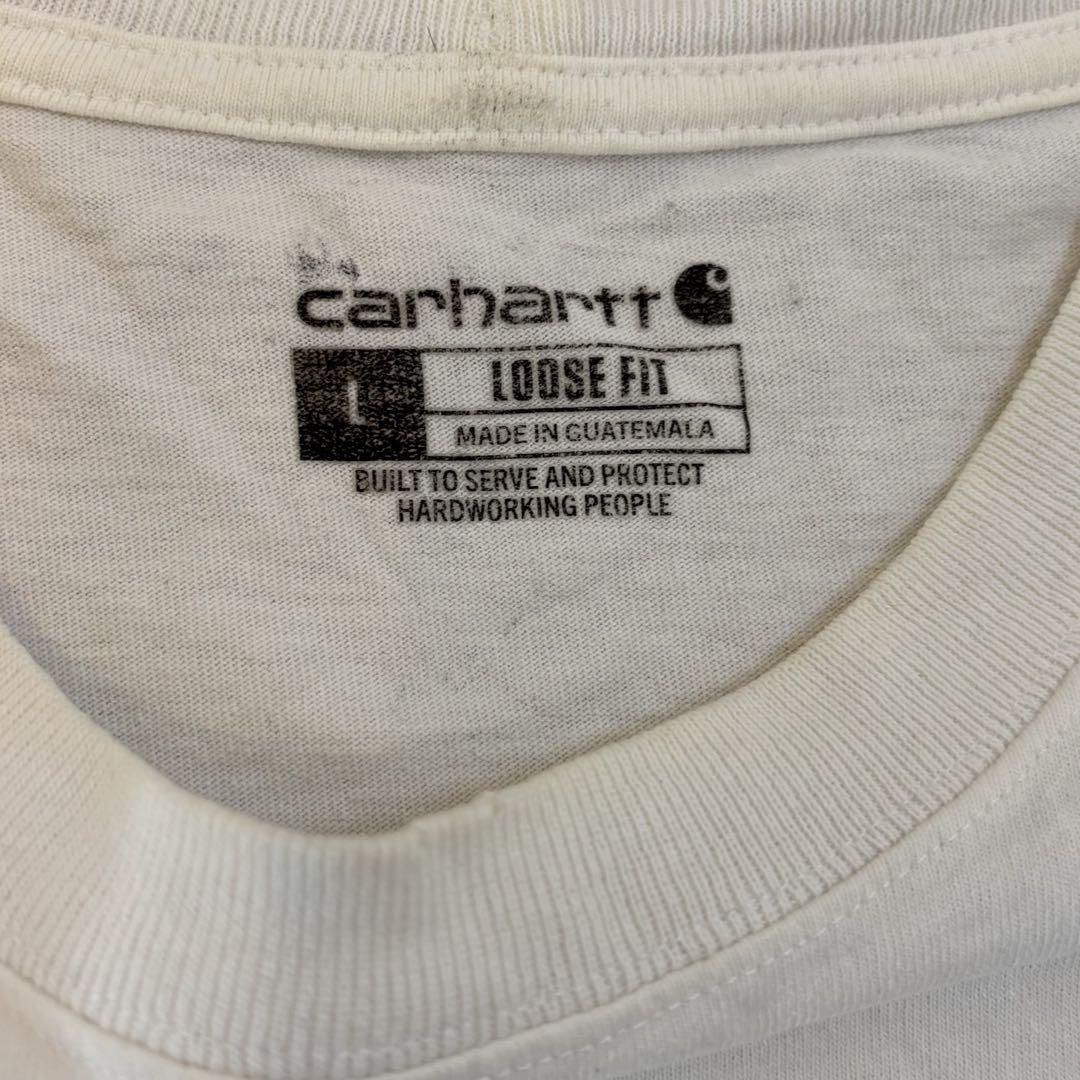 carhartt
L
LOOSE FIT
MADE IN GUATEMALA
BUILT TO SERVE AND PROTECT
HARDWORKING PEOPLE